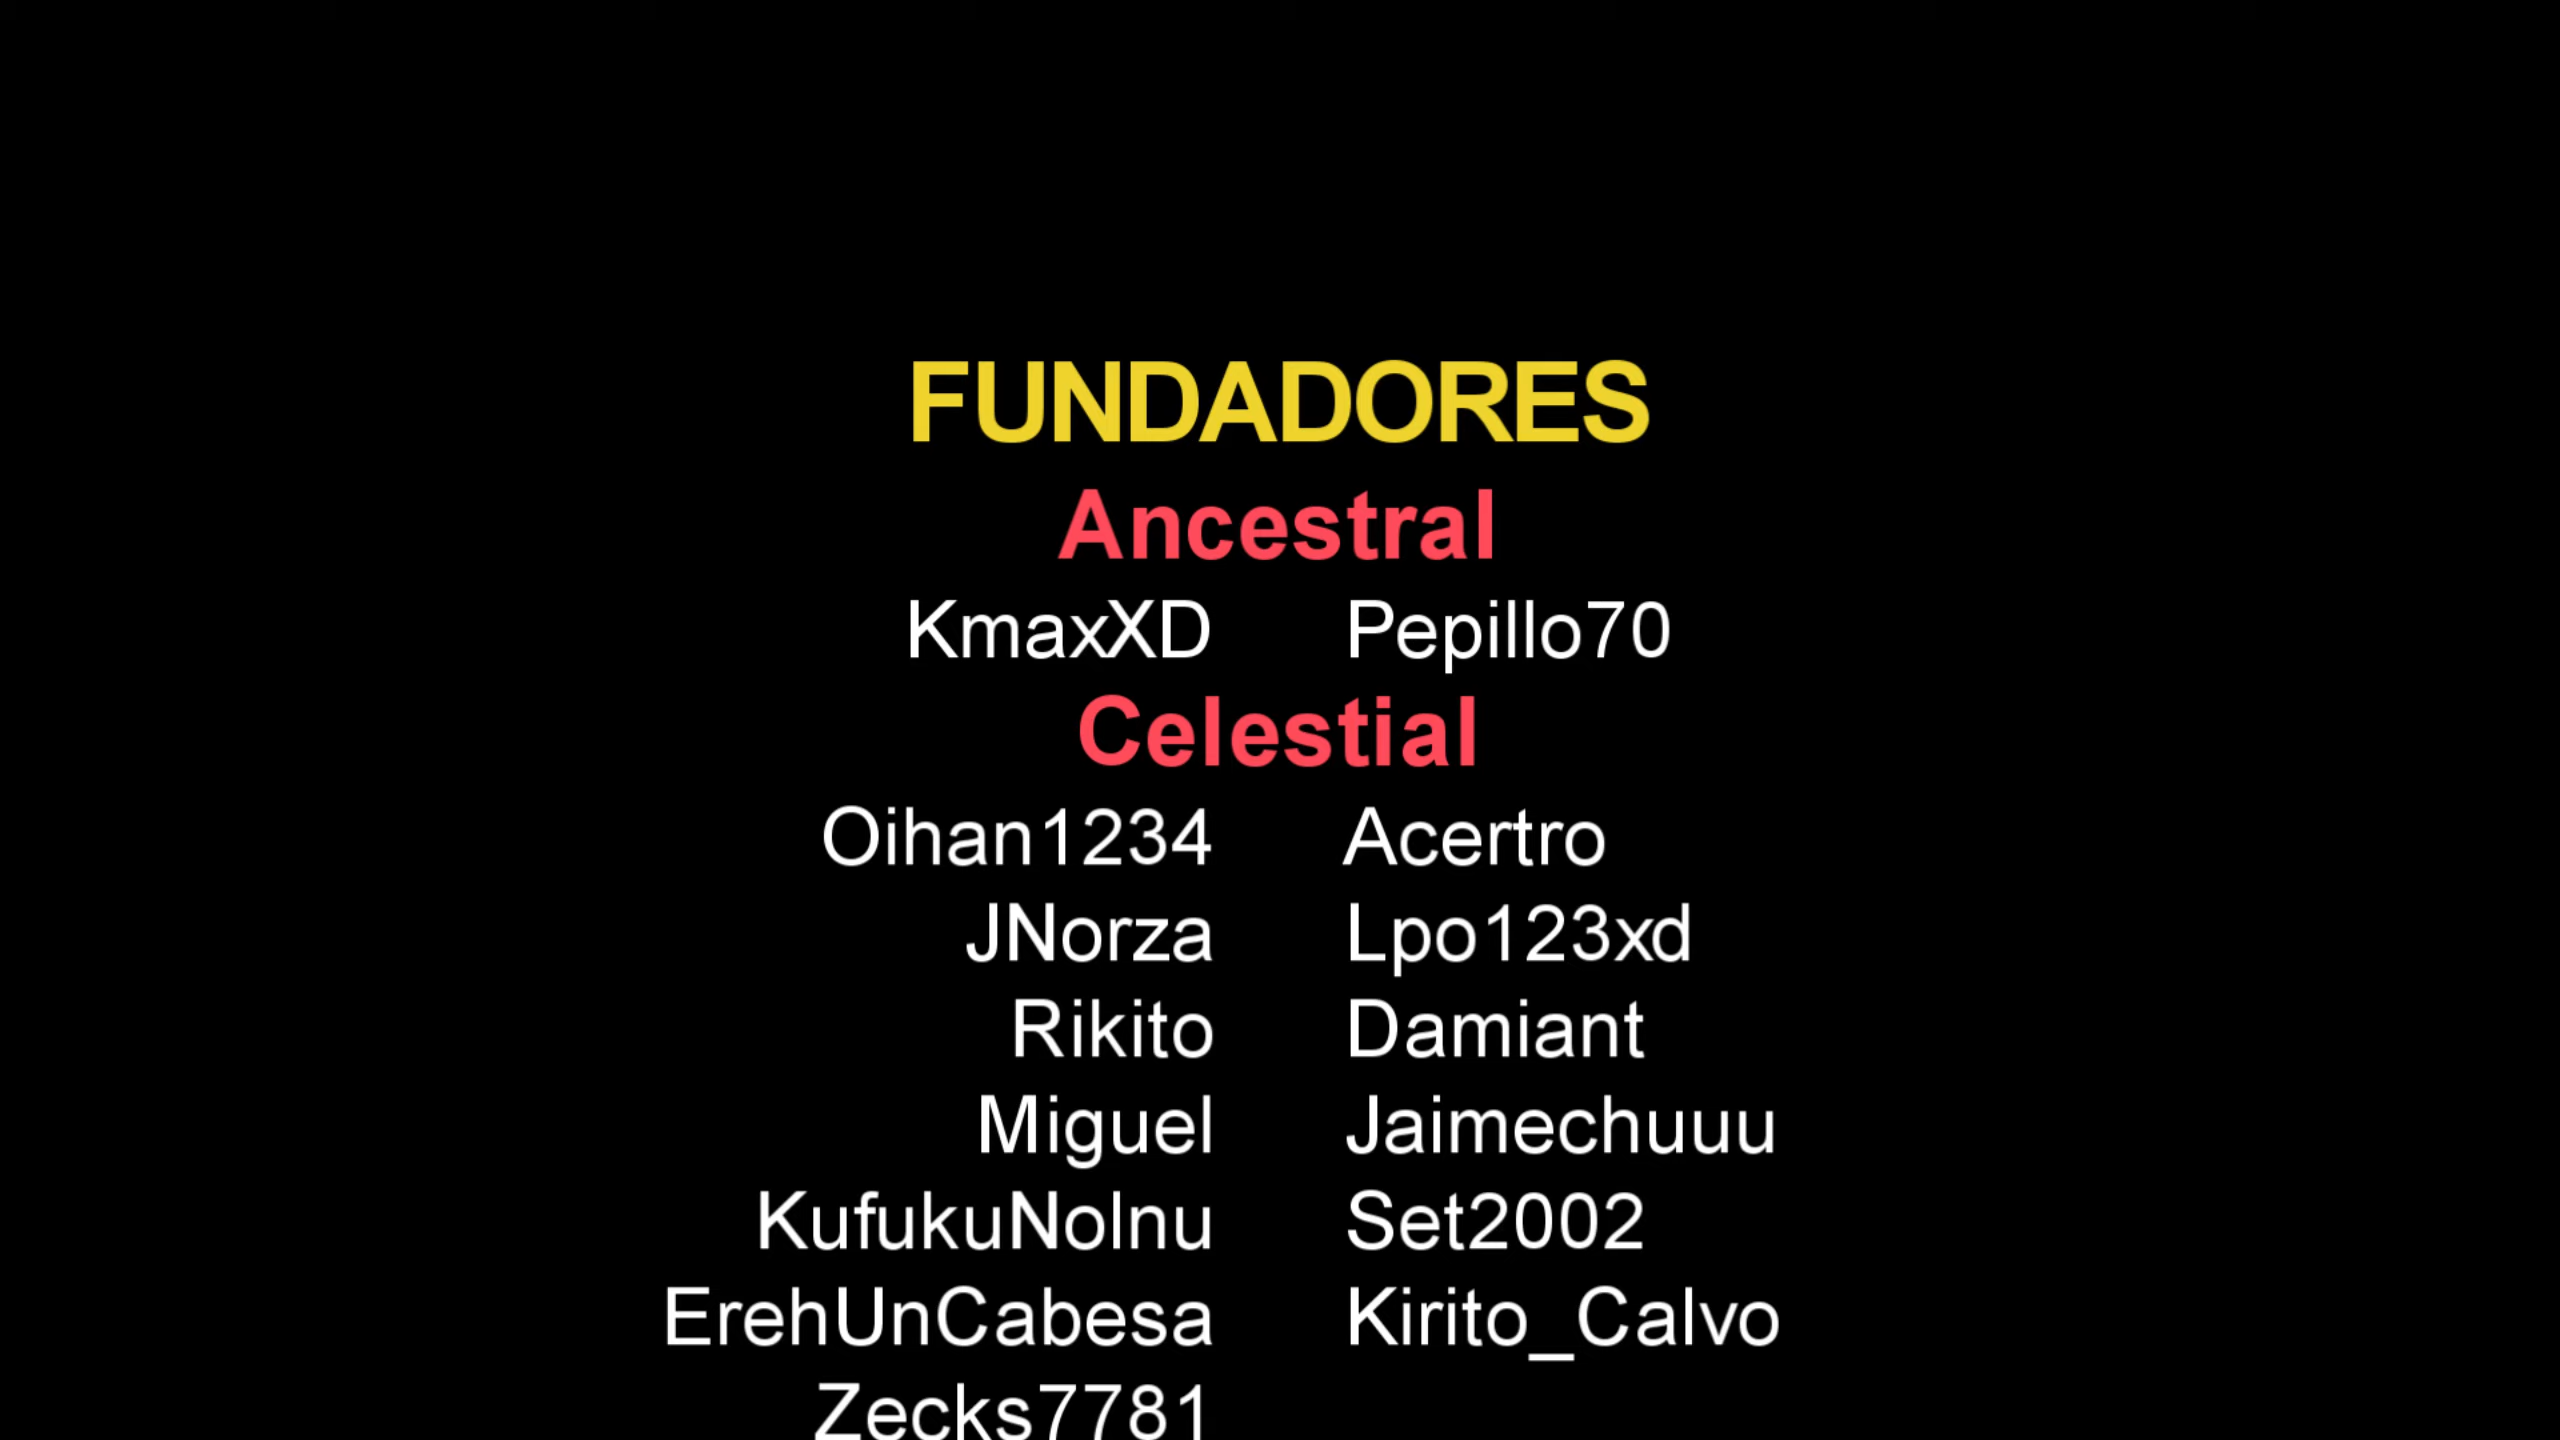 FUNDADORES
Ancestral
KmaxXD Pepillo70
Celestial
Oihan1234 Acertro
JNorza Lpo123xd
Rikito Damiant
Miguel Jaimechuuu
KufukuNoInu Set2002
ErehUnCabesa Kirito_Calvo
Zecks7781